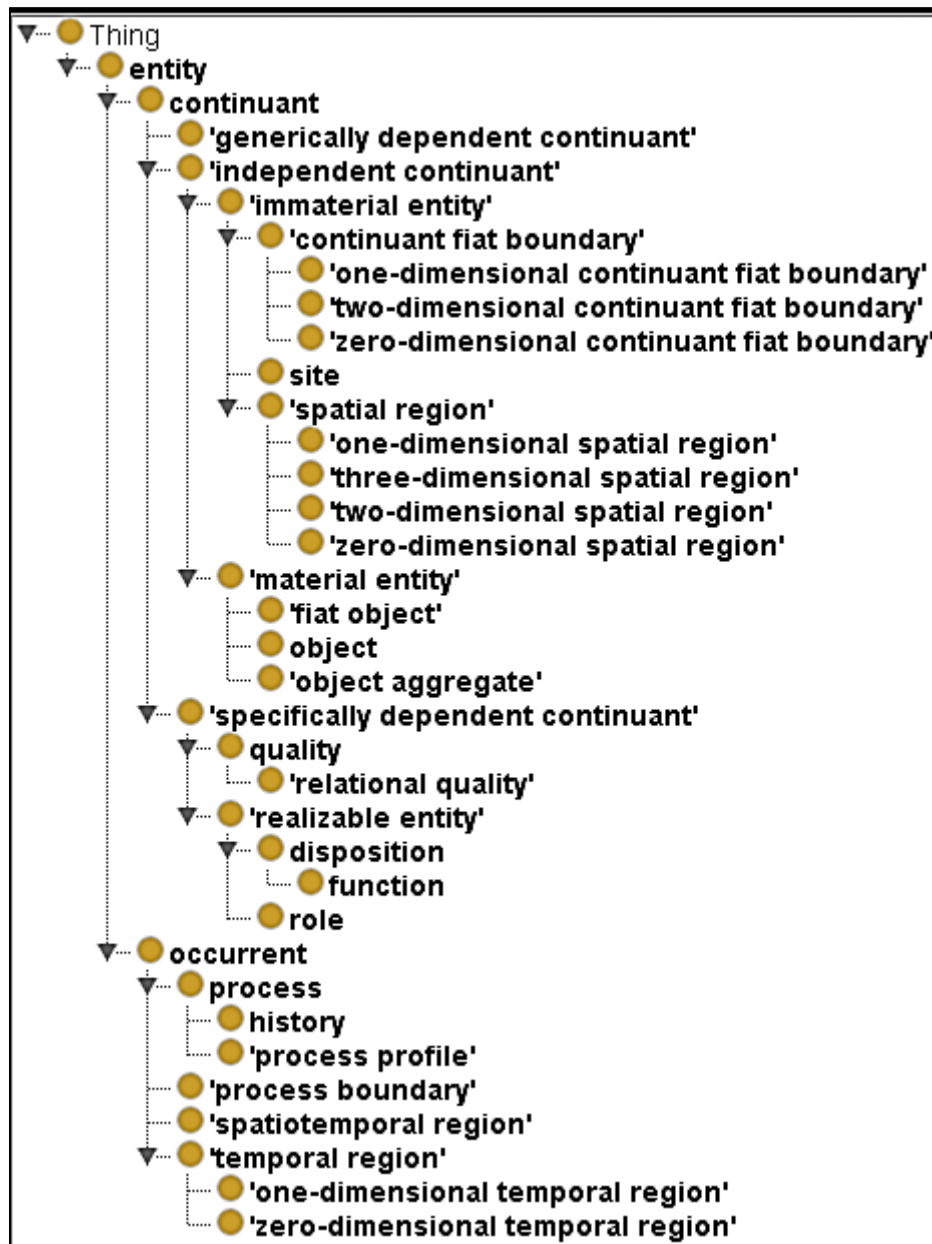 Thing
entity
continuant
'generically dependent continuant'
'independent continuant'
'immaterial entity'
'continuant fiat boundary'
'one-dimensional continuant fiat boundary'
'two-dimensional continuant fiat boundary'
'zero-dimensional continuant fiat boundary'
site
'spatial region'
'one-dimensional spatial region'
'three-dimensional spatial region'
'two-dimensional spatial region'
'zero-dimensional spatial region'
'material entity'
'fiat object'
object
'object aggregate'
'specifically dependent continuant'
quality
'relational quality'
'realizable entity'
disposition
function
role
occurrent
process
history
'process profile'
'process boundary'
'spatiotemporal region'
'temporal region'
'one-dimensional temporal region'
'zero-dimensional temporal region'